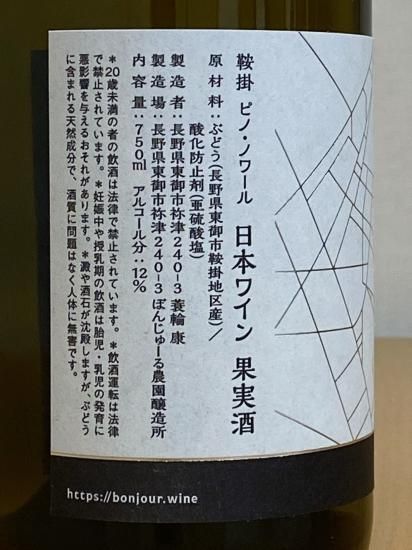 鞍掛 ピノ・ノワール 日本ワイン 果実酒
原材料：ぶどう(長野県東御市鞍掛地区産)／
酸化防止剤(亜硫酸塩)
製造者：長野県東御市祢津240-3 蓑輪 康
製造場：長野県東御市祢津240-3 ぼんじゅーる農園醸造所
内容量：750ml アルコール分：12%
＊20歳未満の者の飲酒は法律で禁止されています。＊飲酒運転は法律
で禁止されています。＊妊娠中や授乳期の飲酒は胎児・乳児の発育に
悪影響を与えるおそれがあります。＊澱や酒石が沈殿しますが、ぶどう
に含まれる天然成分で、酒質に問題はなく人体に無害です。
https://bonjour.wine